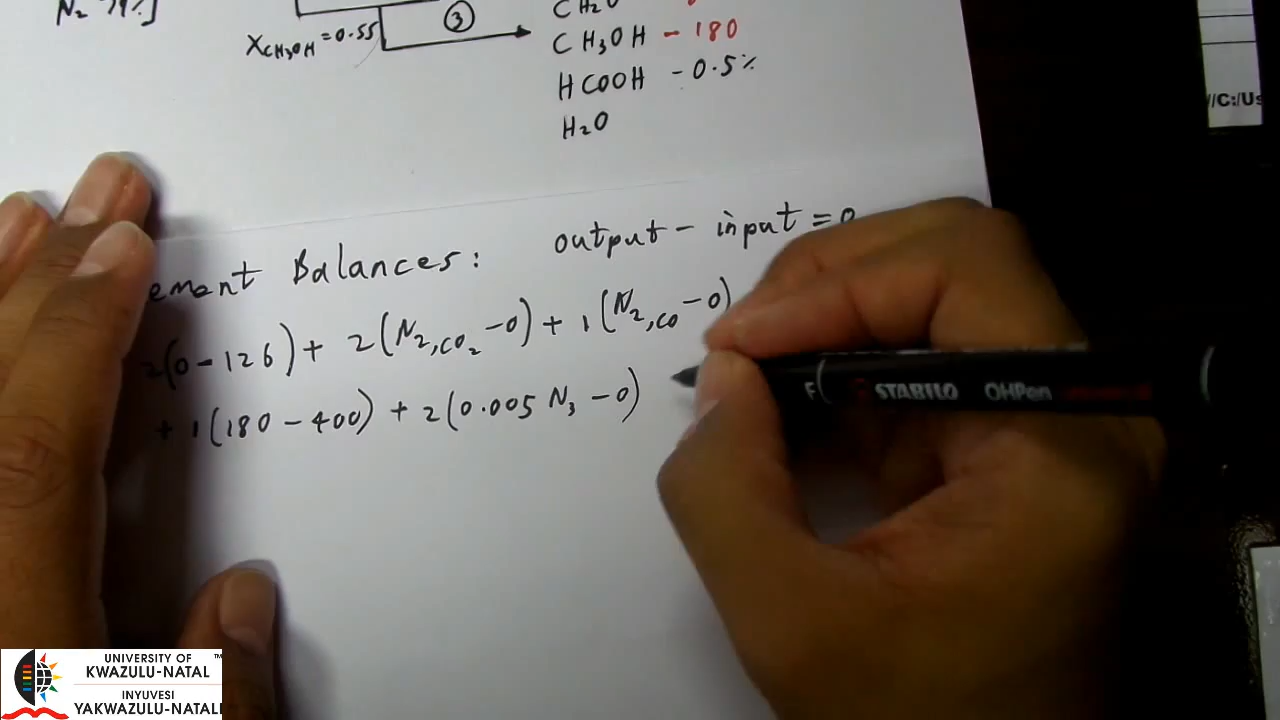 N₂ 79%]
③
X_CH₃OH = 0.55
CH₂O
CH₃OH - 180
HCOOH - 0.5%
H₂O
//C:/Us
ement Balances: output - input = 0
2(0 - 126) + 2(N₂,CO₂ - 0) + 1(N₂,CO - 0)
+ 1(180 - 400) + 2(0.005 N₃ - 0)
F STABILO OHPen
UNIVERSITY OF ™
KWAZULU-NATAL
INYUVESI
YAKWAZULU-NATALI